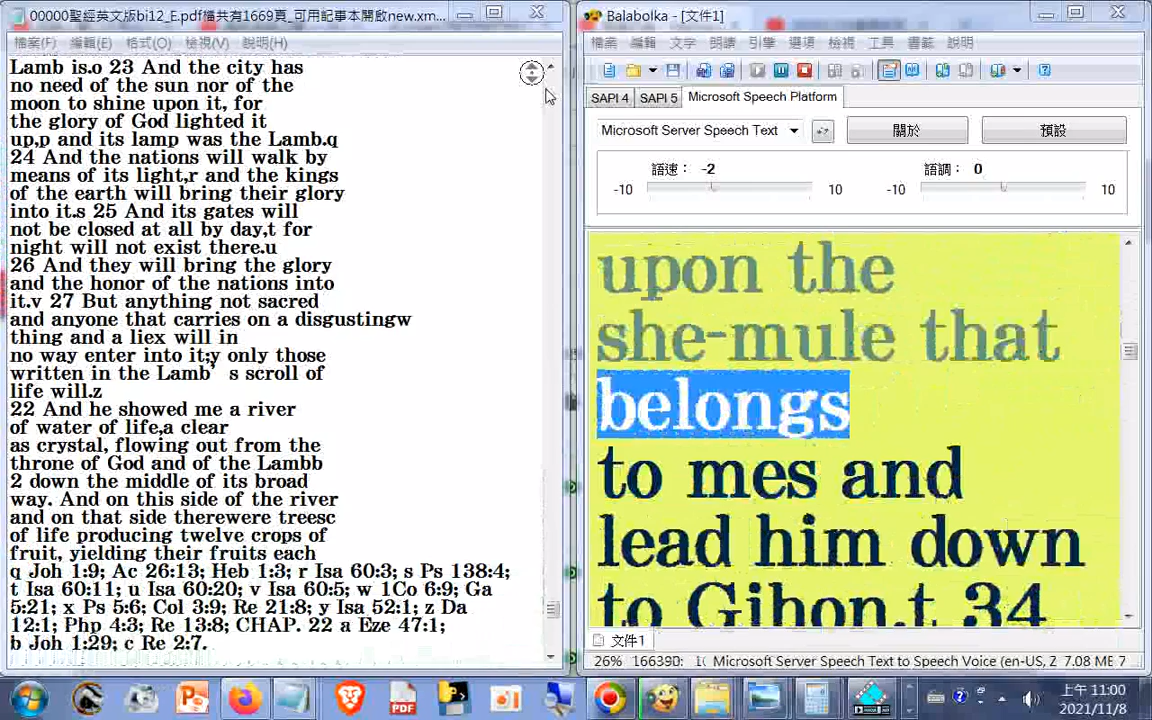 00000聖經英文版bi12_E.pdf檔共有1669頁_可用記事本開啟new.xm...
檔案(F) 編輯(E) 格式(O) 檢視(V) 說明(H)
Lamb is.o 23 And the city has
no need of the sun nor of the
moon to shine upon it, for
the glory of God lighted it
up,p and its lamp was the Lamb.q
24 And the nations will walk by
means of its light,r and the kings
of the earth will bring their glory
into it.s 25 And its gates will
not be closed at all by day,t for
night will not exist there.u
26 And they will bring the glory
and the honor of the nations into
it.v 27 But anything not sacred
and anyone that carries on a disgustingw
thing and a liex will in
no way enter into it;y only those
written in the Lamb’s scroll of
life will.z
22 And he showed me a river
of water of life,a clear
as crystal, flowing out from the
throne of God and of the Lambb
2 down the middle of its broad
way. And on this side of the river
and on that side therewere treesc
of life producing twelve crops of
fruit, yielding their fruits each
q Joh 1:9; Ac 26:13; Heb 1:3; r Isa 60:3; s Ps 138:4;
t Isa 60:11; u Isa 60:20; v Isa 60:5; w 1Co 6:9; Ga
5:21; x Ps 5:6; Col 3:9; Re 21:8; y Isa 52:1; z Da
12:1; Php 4:3; Re 13:8; CHAP. 22 a Eze 47:1;
b Joh 1:29; c Re 2:7.
Balabolka - [文件1]
檔案 編輯 文字 朗讀 引擎 選項 檢視 工具 書籤 說明
SAPI 4 SAPI 5 Microsoft Speech Platform
Microsoft Server Speech Text 關於 預設
語速： -2 語調： 0
-10 10 -10 10
upon the
she-mule that
belongs
to mes and
lead him down
to Gihon.t 34
文件1
26% Microsoft Server Speech Text to Speech Voice (en-US, Z 7.08 ME 7
上午 11:00
2021/11/8